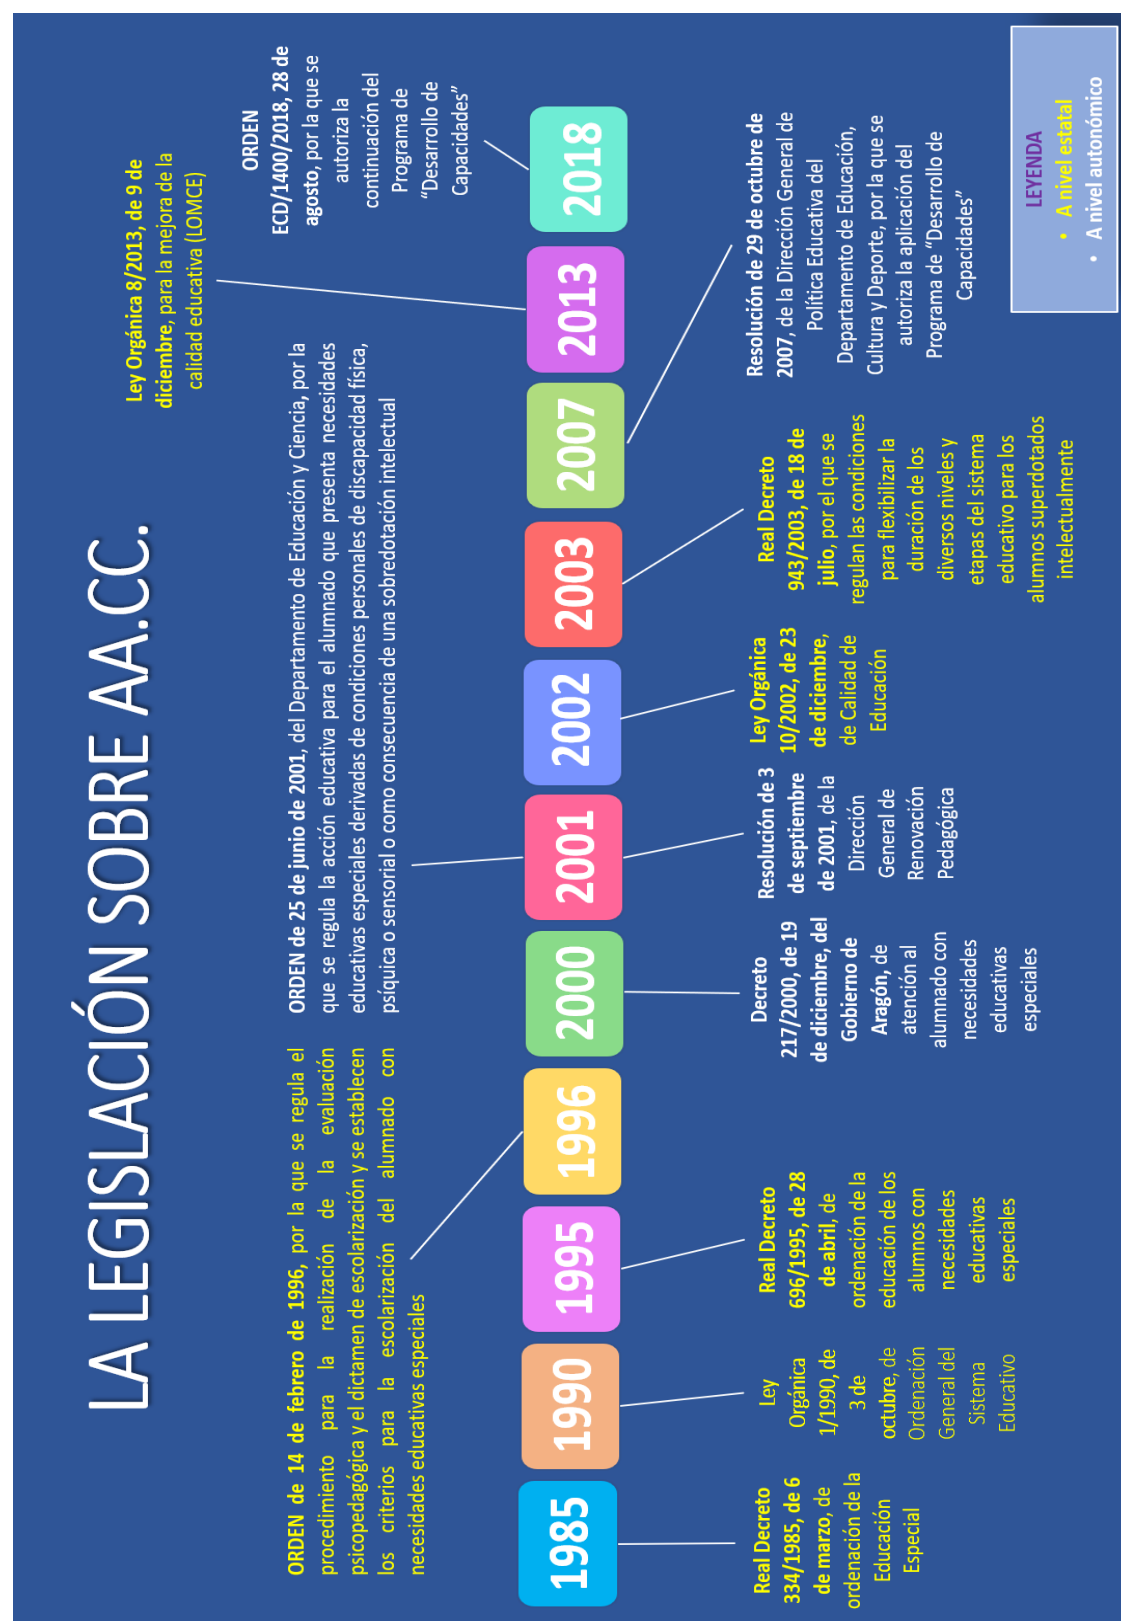 LA LEGISLACIÓN SOBRE AA.CC.
ORDEN de 14 de febrero de 1996, por la que se regula el
procedimiento para la realización de la evaluación
psicopedagógica y el dictamen de escolarización y se establecen
los criterios para la escolarización del alumnado con
necesidades educativas especiales
ORDEN de 25 de junio de 2001, del Departamento de Educación y Ciencia, por la
que se regula la acción educativa para el alumnado que presenta necesidades
educativas especiales derivadas de condiciones personales de discapacidad física,
psíquica o sensorial o como consecuencia de una sobredotación intelectual
Ley Orgánica 8/2013, de 9 de
diciembre, para la mejora de la
calidad educativa (LOMCE)
ORDEN
ECD/1400/2018, 28 de
agosto, por la que se
autoriza la
continuación del
Programa de
“Desarrollo de
Capacidades”
1985
1990
1995
1996
2000
2001
2002
2003
2007
2013
2018
Real Decreto
334/1985, de 6
de marzo, de
ordenación de la
Educación
Especial
Ley
Orgánica
1/1990, de
3 de
octubre, de
Ordenación
General del
Sistema
Educativo
Real Decreto
696/1995, de 28
de abril, de
ordenación de la
educación de los
alumnos con
necesidades
educativas
especiales
Decreto
217/2000, de 19
de diciembre, del
Gobierno de
Aragón, de
atención al
alumnado con
necesidades
educativas
especiales
Resolución de 3
de septiembre
de 2001, de la
Dirección
General de
Renovación
Pedagógica
Ley Orgánica
10/2002, de 23
de diciembre,
de Calidad de
Educación
Real Decreto
943/2003, de 18 de
julio, por el que se
regulan las condiciones
para flexibilizar la
duración de los
diversos niveles y
etapas del sistema
educativo para los
alumnos superdotados
intelectualmente
Resolución de 29 de octubre de
2007, de la Dirección General de
Política Educativa del
Departamento de Educación,
Cultura y Deporte, por la que se
autoriza la aplicación del
Programa de “Desarrollo de
Capacidades”
LEYENDA
• A nivel estatal
• A nivel autonómico